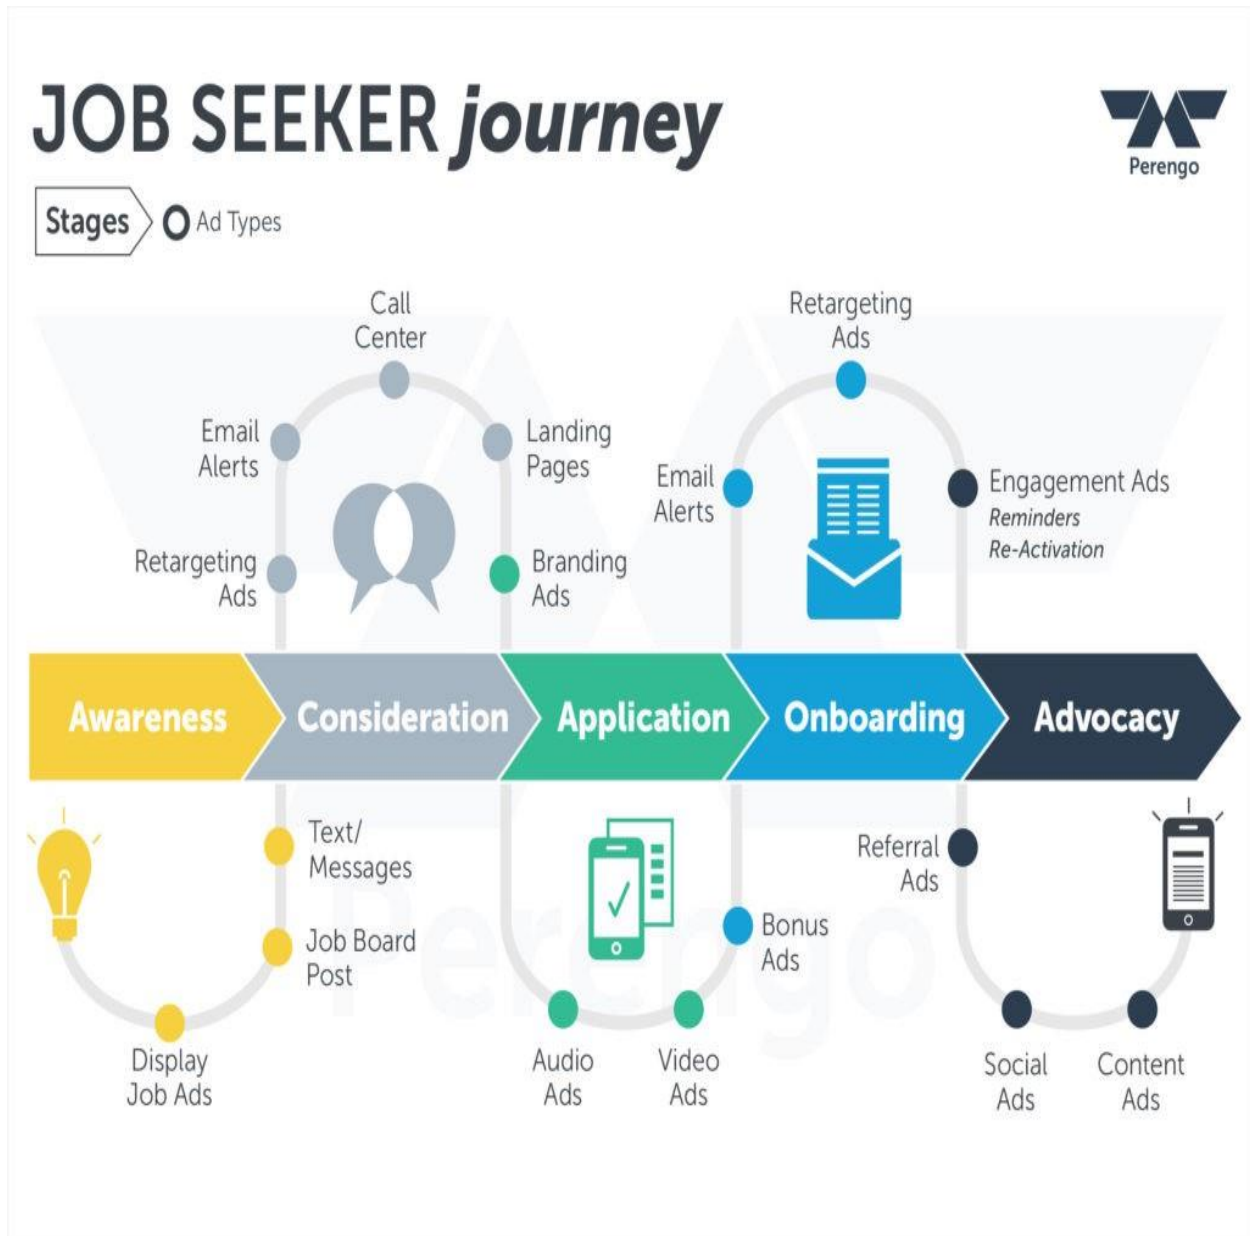 JOB SEEKER journey
Perengo
Stages
Ad Types
Call
Center
Email
Alerts
Landing
Pages
Retargeting
Ads
Branding
Ads
Retargeting
Ads
Email
Alerts
Engagement Ads
Reminders
Re-Activation
Awareness
Consideration
Application
Onboarding
Advocacy
Text/
Messages
Job Board
Post
Display
Job Ads
Audio
Ads
Video
Ads
Bonus
Ads
Referral
Ads
Social
Ads
Content
Ads
Perengo